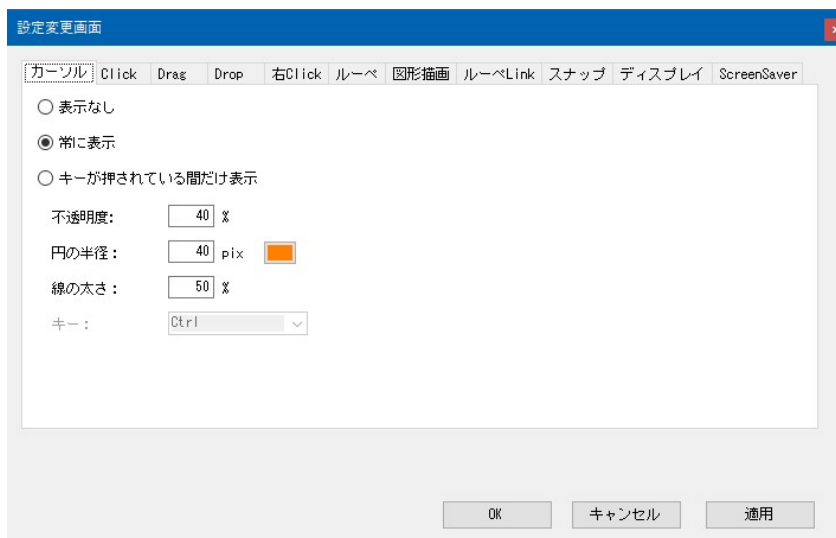 設定変更画面
カーソル Click Drag Drop 右Click ルーペ 図形描画 ルーペLink スナップ ディスプレイ ScreenSaver
表示なし
常に表示
キーが押されている間だけ表示
不透明度: 40 %
円の半径: 40 pix
線の太さ: 50 %
キー: Ctrl
OK キャンセル 適用